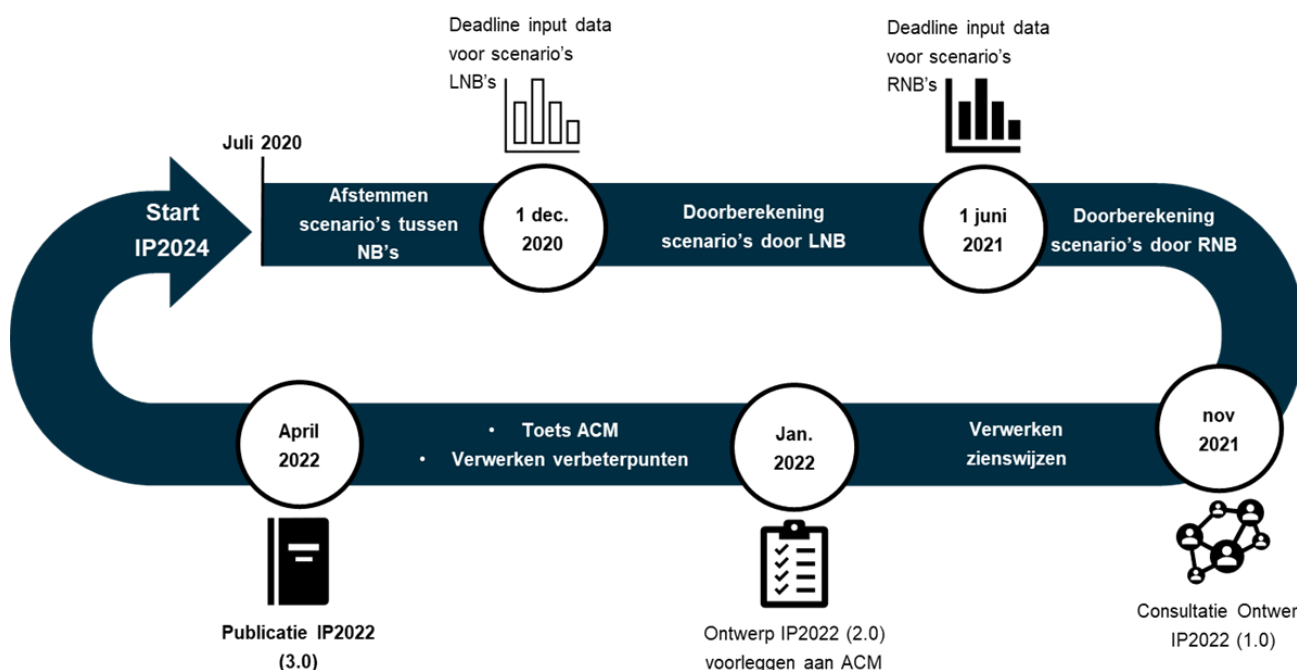 Deadline input data
voor scenario's
LNB's
Deadline input data
voor scenario's
RNB's
Juli 2020
Start
IP2024
Afstemmen
scenario's tussen
NB's
1 dec.
2020
Doorberekening
scenario's door LNB
1 juni
2021
Doorberekening
scenario's door RNB
April
2022
• Toets ACM
• Verwerken verbeterpunten
Jan.
2022
Verwerken
zienswijzen
nov
2021
Publicatie IP2022
(3.0)
Ontwerp IP2022 (2.0)
voorleggen aan ACM
Consultatie Ontwer
IP2022 (1.0)